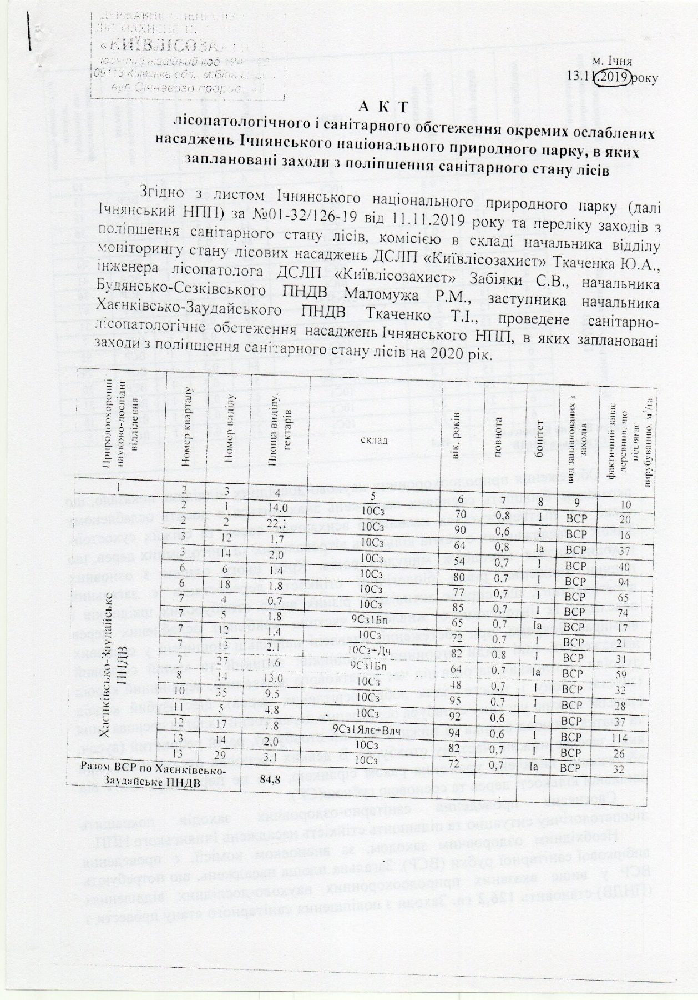 ДЕРЖАВНЕ
ЛІСОЗАХИСНЕ
«КИЇВЛІСОЗА
ідентифікаційний код
09113 Київська обл., м.Біла
вул Січневого прориву,
м. Ічня
13.11.2019 року
А К Т
лісопатологічного і санітарного обстеження окремих ослаблених
насаджень Ічнянського національного природного парку, в яких
заплановані заходи з поліпшення санітарного стану лісів
Згідно з листом Ічнянського національного природного парку (далі
Ічнянський НПП) за №01-32/126-19 від 11.11.2019 року та переліку заходів з
поліпшення санітарного стану лісів, комісією в складі начальника відділу
моніторингу стану лісових насаджень ДСЛП «Київлісозахист» Ткаченка Ю.А.,
інженера лісопатолога ДСЛП «Київлісозахист» Забіяки С.В., начальника
Будянсько-Сезківського ПНДВ Маломужа Р.М., заступника начальника
Хаєнківсько-Заудайського ПНДВ Ткаченко Т.І., проведене санітарно-
лісопатологічне обстеження насаджень Ічнянського НПП, в яких заплановані
заходи з поліпшення санітарного стану лісів на 2020 рік.
Природоохоронні науково-дослідні відділення | Номер кварталу | Номер виділу | Площа виділу, гектарів | склад | вік, років | повнота | бонітет | вид запланованих з заходів | фактичний запас деревини, що підлягає вирубуванню, м³/га
1 2 3 4 5 6 7 8 9 10
Хаєнківсько-Заудайське ПНДВ
2 1 14.0 10Сз 70 0,8 І ВСР 20
2 2 22,1 10Сз 90 0,6 І ВСР 16
3 12 1,7 10Сз 64 0,8 Іа ВСР 37
3 14 2,0 10Сз 54 0,7 І ВСР 40
6 6 1.4 10Сз 80 0.7 І ВСР 94
6 18 1,8 10Сз 77 0,7 І ВСР 65
7 4 0,7 10Сз 85 0,7 І ВСР 74
7 5 1.8 9Сз1Бп 65 0,7 Іа ВСР 17
7 12 1.4 10Сз 72 0.7 І ВСР 21
7 13 2.1 10Сз+Дч 82 0.8 І ВСР 31
7 27 1.6 9Сз1Бп 64 0.7 Іа ВСР 59
8 14 13.0 10Сз 48 0,7 І ВСР 32
10 35 9.5 10Сз 95 0,7 І ВСР 28
11 5 4.8 10Сз 92 0,6 І ВСР 37
12 17 1.8 9Сз1Ялє+Влч 94 0,6 І ВСР 114
13 14 2,0 10Сз 82 0,7 І ВСР 26
13 29 3,1 10Сз 72 0,7 Іа ВСР 32
Разом ВСР по Хаєнківсько-
Заудайське ПНДВ 84,8